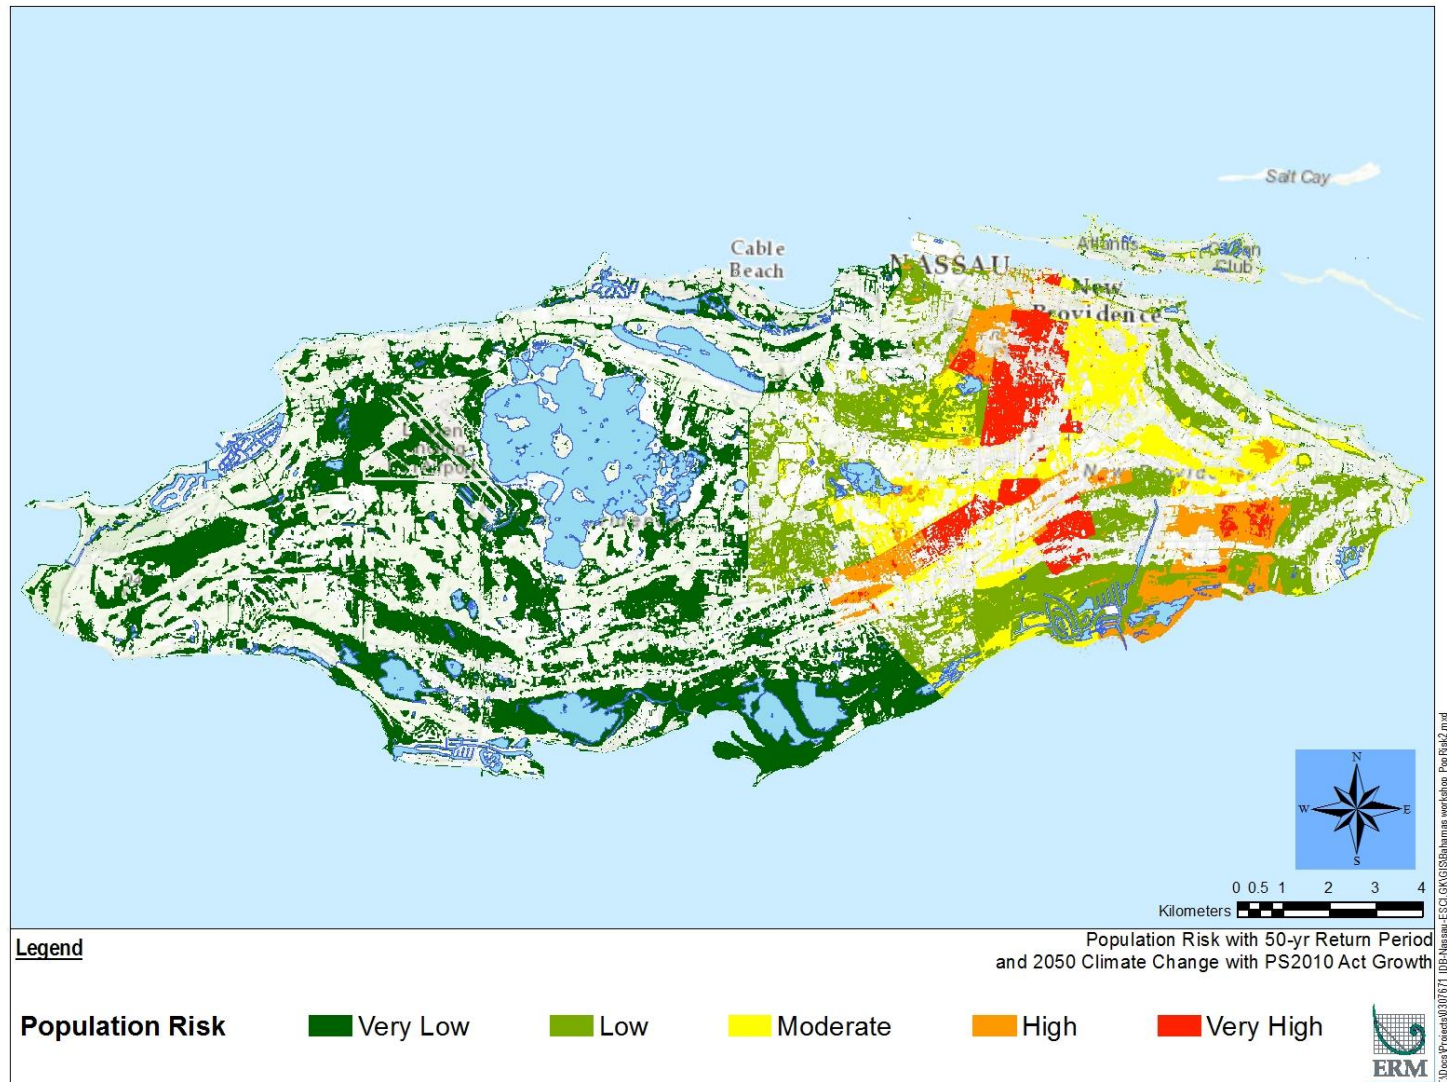 Salt Cay
Atlantis
Cable
Beach
NASSAU
Club
New
Providence
N
W
E
S
0 0.5 1 2 3 4
Kilometers
Legend
Population Risk with 50-yr Return Period
and 2050 Climate Change with PS2010 Act Growth
Population Risk
Very Low
Low
Moderate
High
Very High
ERM